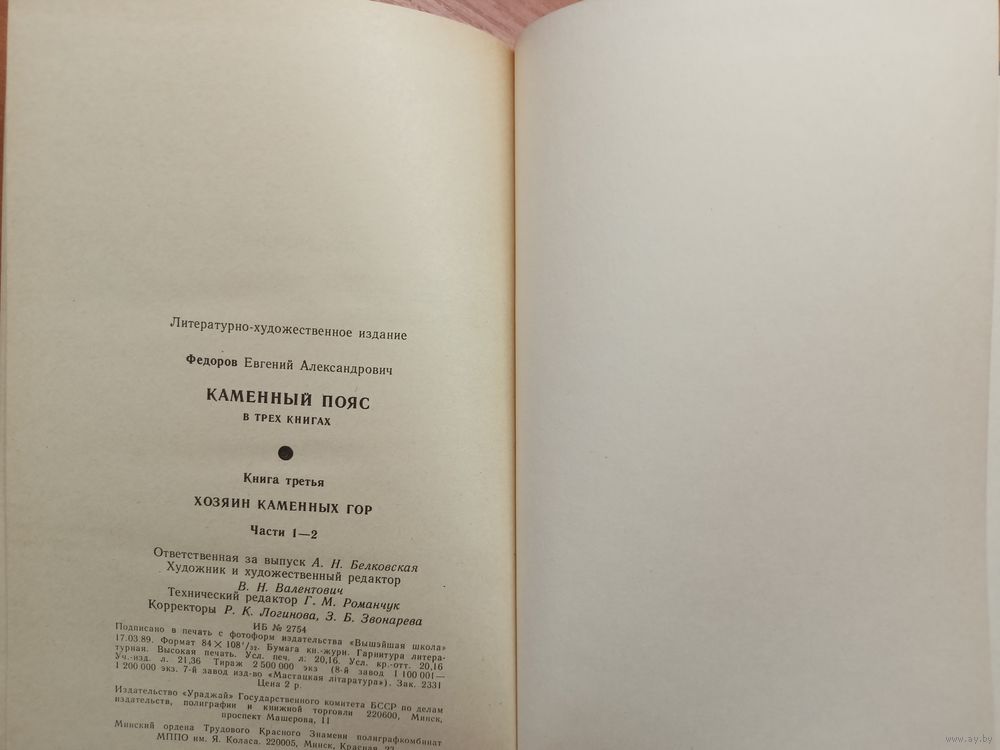 Литературно-художественное издание
Федоров Евгений Александрович
КАМЕННЫЙ ПОЯС
В ТРЕХ КНИГАХ
Книга третья
ХОЗЯИН КАМЕННЫХ ГОР
Части 1—2
Ответственная за выпуск А. Н. Белковская
Художник и художественный редактор
В. Н. Валентович
Технический редактор Г. М. Романчук
Корректоры Р. К. Логинова, З. Б. Звонарева
ИБ № 2754
Подписано в печать с фотоформ издательства «Вышэйшая школа»
17.03.89. Формат 84×108¹/₃₂. Бумага кн.-журн. Гарнитура литера-
турная. Высокая печать. Усл. печ. л. 20,16. Усл. кр.-отт. 20,16
Уч.-изд. л. 21,36 Тираж 2 500 000 экз (8-й завод 1 100 001—
1 200 000 экз. 7-й завод изд-во «Мастацкая літаратура»). Зак. 2331
Цена 2 р.
Издательство «Ураджай» Государственного комитета БССР по делам
издательств, полиграфии и книжной торговли 220600, Минск,
проспект Машерова, 11
Минский ордена Трудового Красного Знамени полиграфкомбинат
МППО им. Я. Коласа. 220005, Минск, Красная, 23
www.ay.by